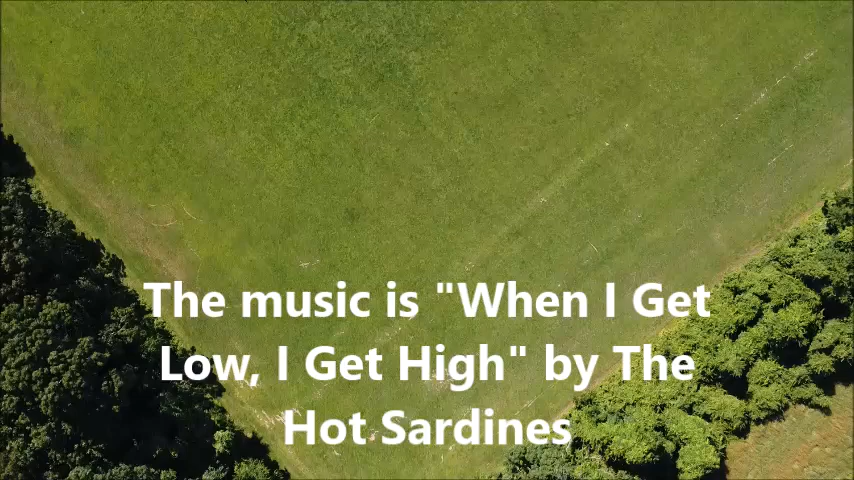 The music is "When I Get
Low, I Get High" by The
Hot Sardines